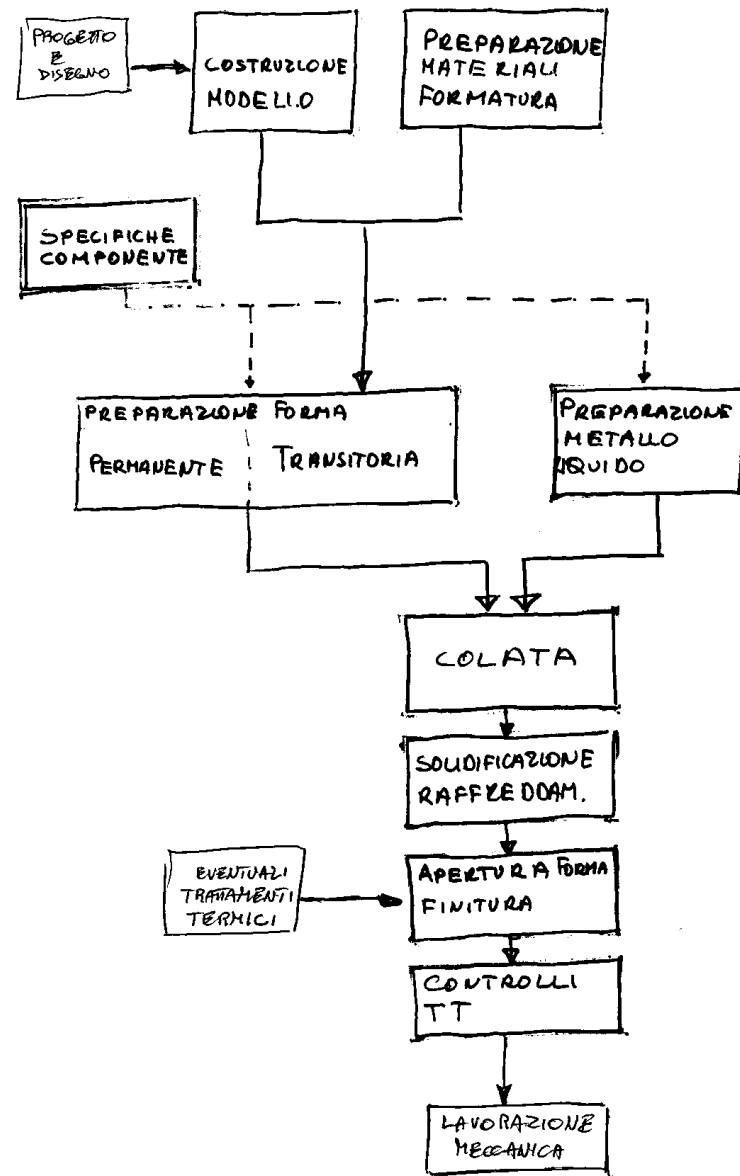 PROGETTO
E
DISEGNO
COSTRUZIONE
MODELLO
PREPARAZIONE
MATERIALI
FORMATURA
SPECIFICHE
COMPONENTE
PREPARAZIONE FORMA
PERMANENTE TRANSITORIA
PREPARAZIONE
METALLO
LIQUIDO
COLATA
SOLIDIFICAZIONE
RAFFREDDAM.
APERTURA FORMA
FINITURA
EVENTUALI
TRATTAMENTI
TERMICI
CONTROLLI
TT
LAVORAZIONE
MECCANICA